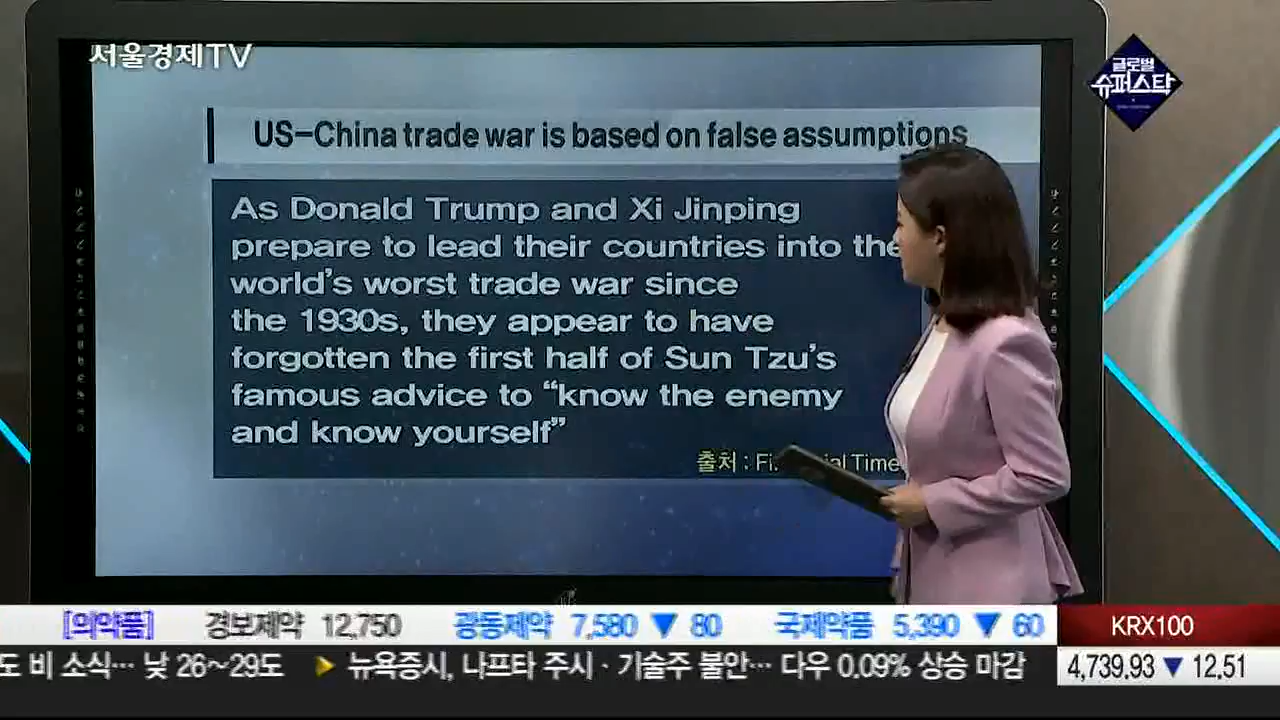 서울경제TV
글로벌
슈퍼스타
US-China trade war is based on false assumptions
As Donald Trump and Xi Jinping
prepare to lead their countries into the
world's worst trade war since
the 1930s, they appear to have
forgotten the first half of Sun Tzu's
famous advice to “know the enemy
and know yourself”
출처 : Fi    ial Time
[의약품] 경보제약 12,750 광동제약 7,580 ▼ 80 국제약품 5,390 ▼ 60
KRX100
도 비 소식… 낮 26~29도 ▶ 뉴욕증시, 나프타 주시·기술주 불안… 다우 0.09% 상승 마감
4,739.93 ▼ 12.51